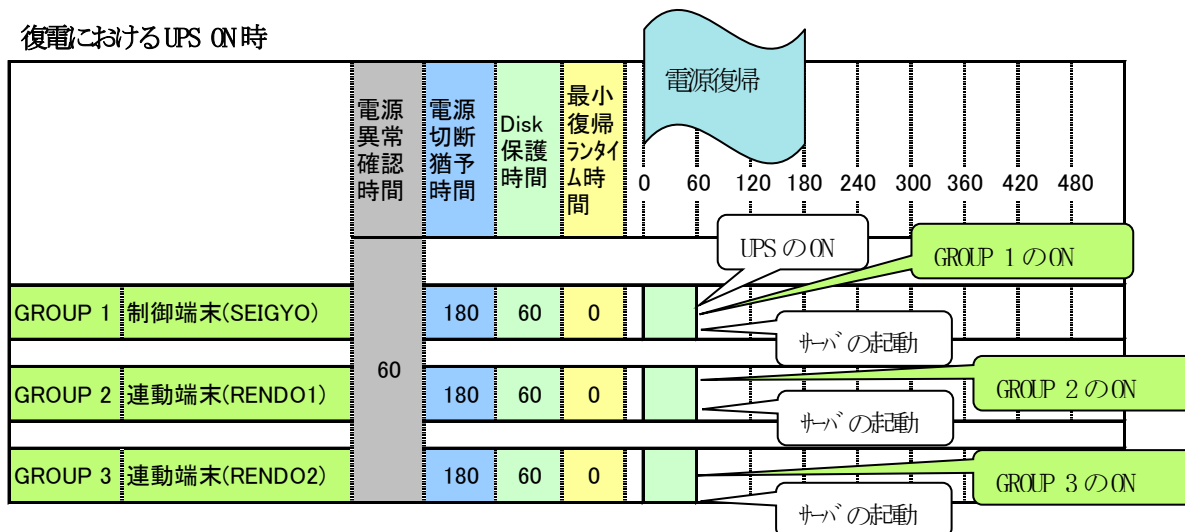 復電におけるUPS ON時
電源異常確認時間
電源切断猶予時間
Disk保護時間
最小復帰ﾗﾝﾀｲﾑ時間
電源復帰
0 60 120 180 240 300 360 420 480
UPSのON
GROUP 1のON
GROUP 1 制御端末(SEIGYO) 180 60 0
ｻｰﾊﾞの起動
60
GROUP 2 連動端末(RENDO1) 180 60 0
GROUP 2のON
ｻｰﾊﾞの起動
GROUP 3 連動端末(RENDO2) 180 60 0
GROUP 3のON
ｻｰﾊﾞの起動